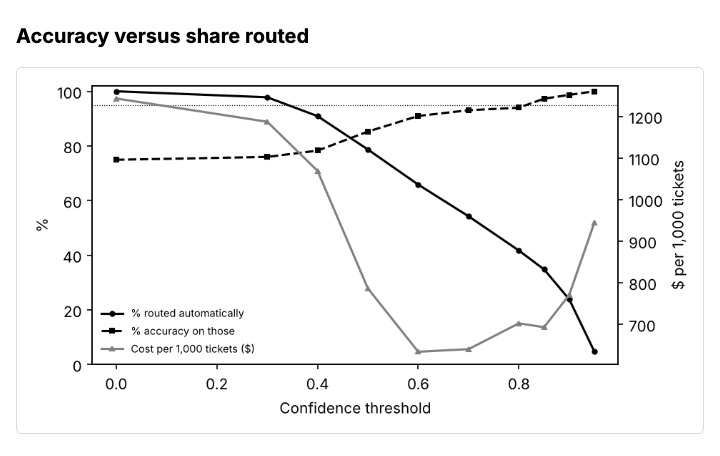 Accuracy versus share routed
100
80
60
40
20
0
%
1200
1100
1000
900
800
700
$ per 1,000 tickets
% routed automatically
% accuracy on those
Cost per 1,000 tickets ($)
0.0 0.2 0.4 0.6 0.8
Confidence threshold